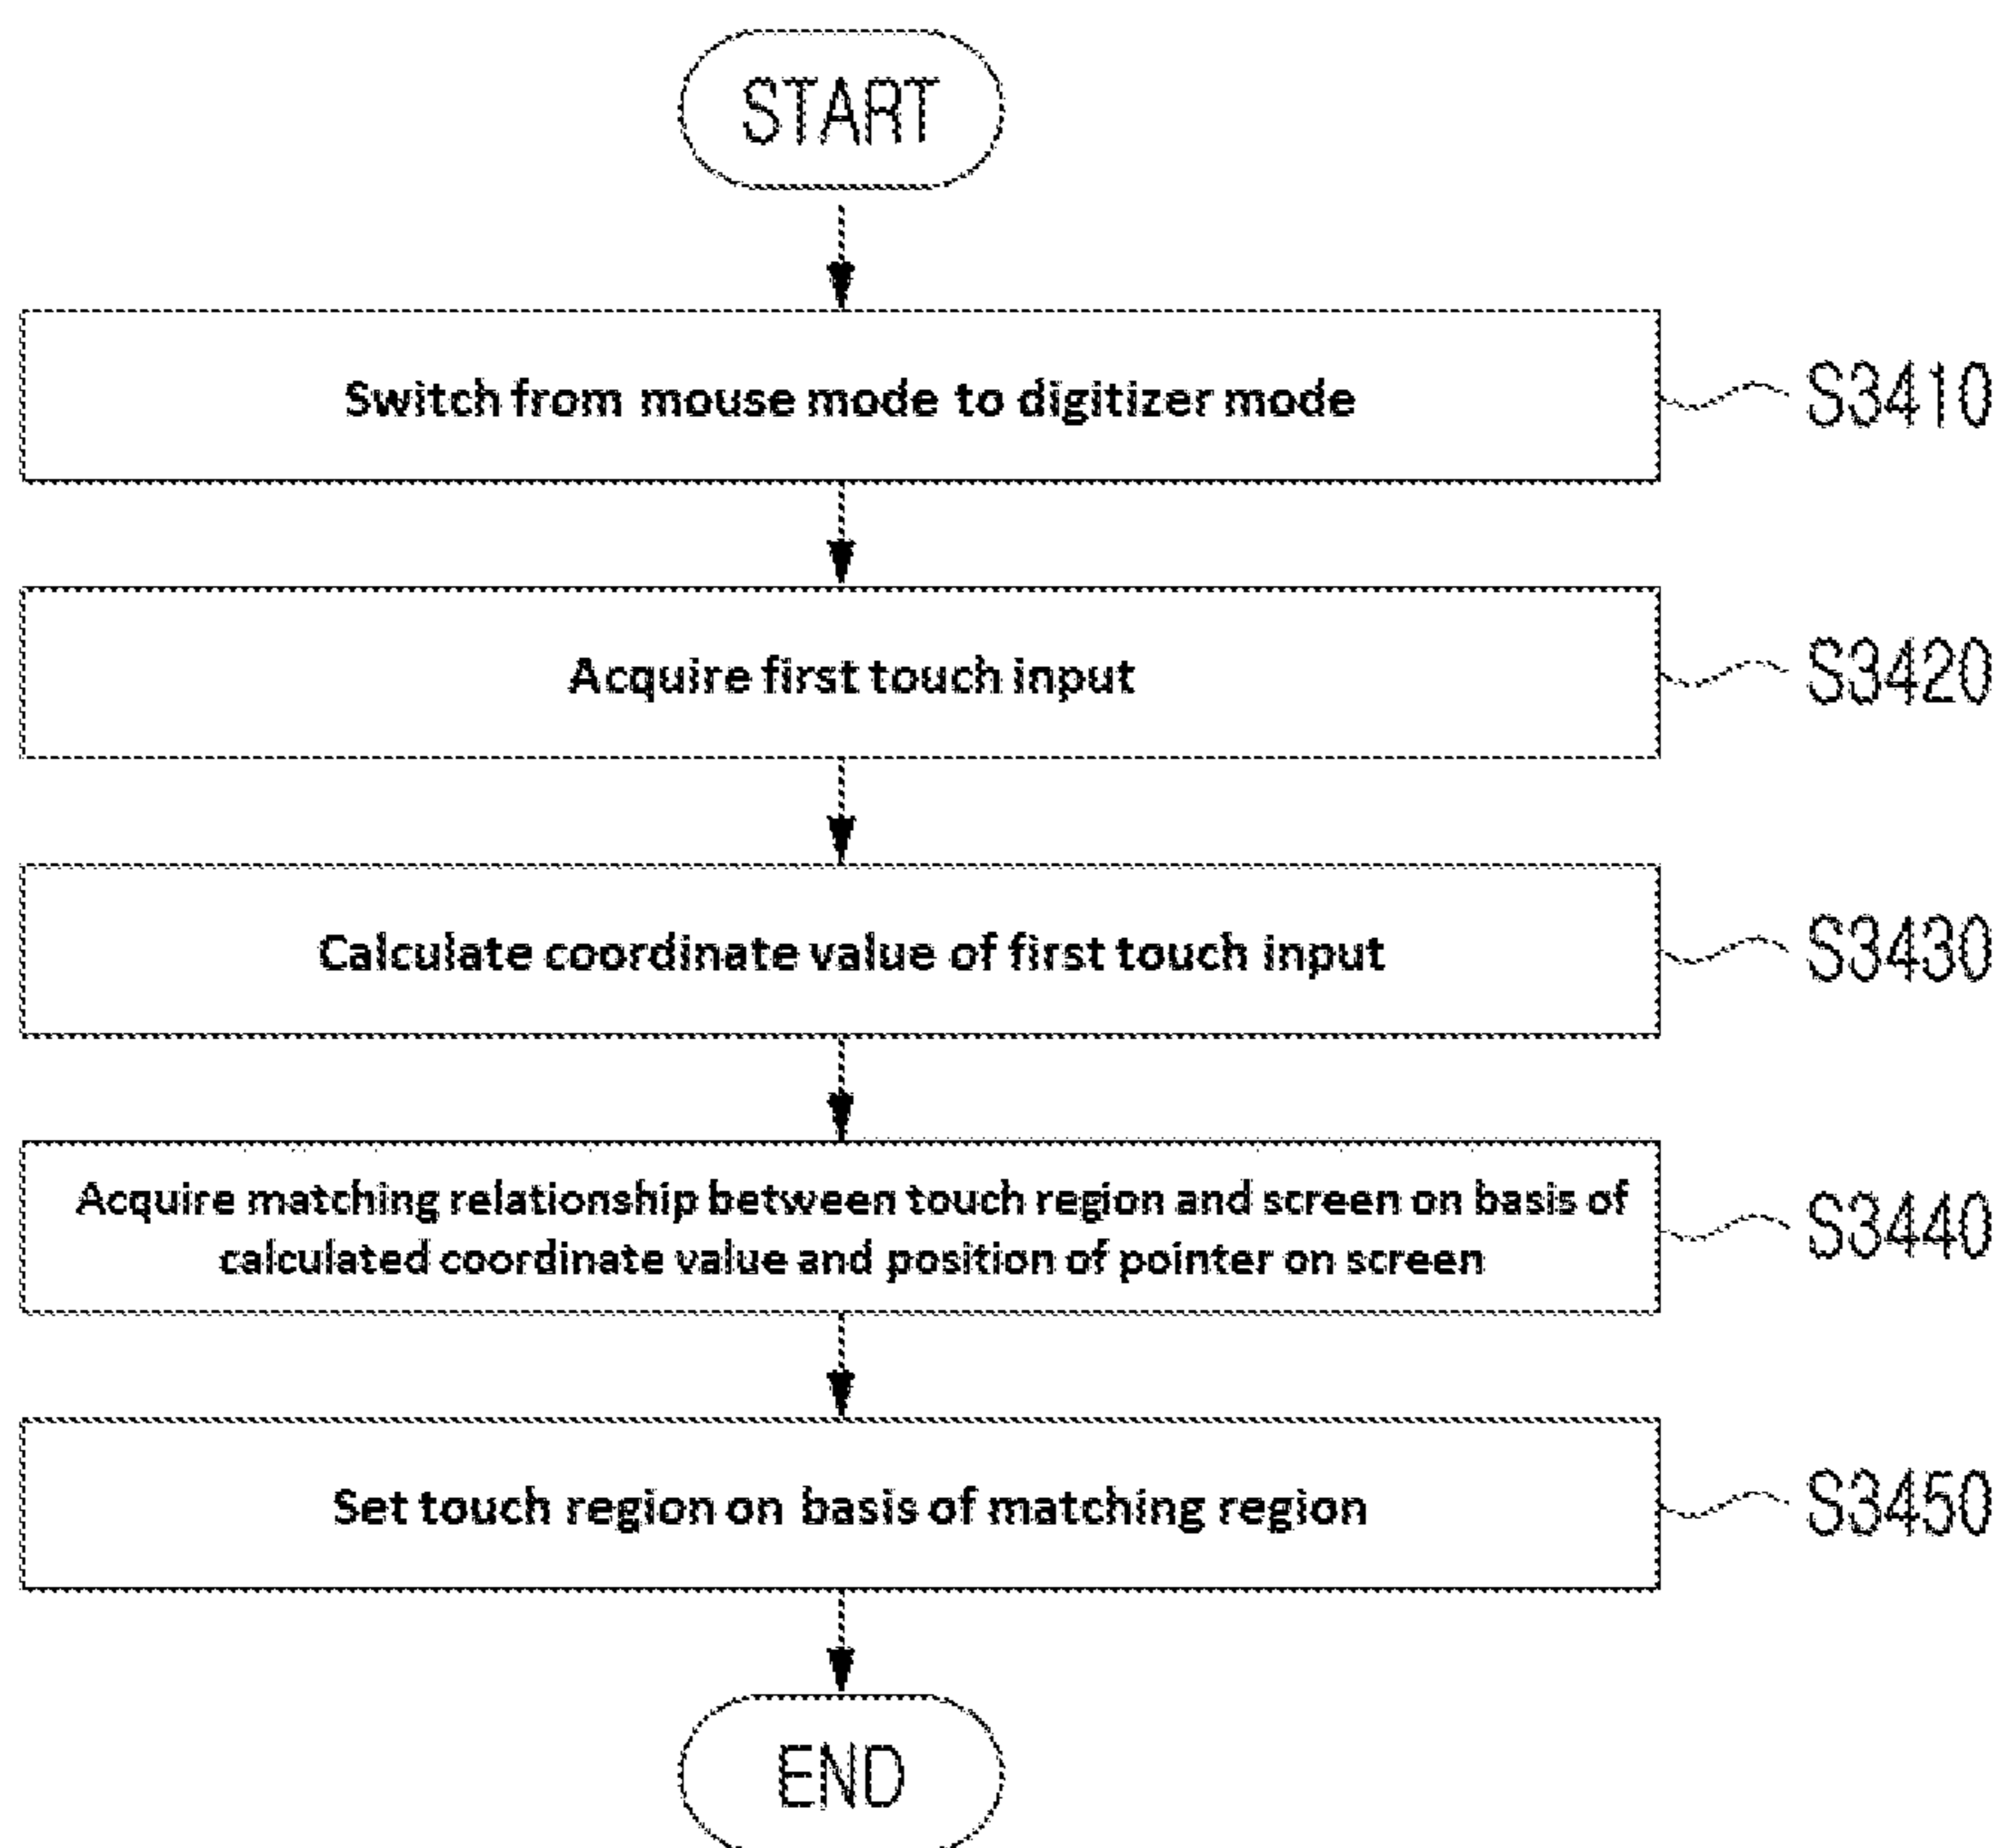 START
Switch from mouse mode to digitizer mode
S3410
Acquire first touch input
S3420
Calculate coordinate value of first touch input
S3430
Acquire matching relationship between touch region and screen on basis of
calculated coordinate value and position of pointer on screen
S3440
Set touch region on basis of matching region
S3450
END